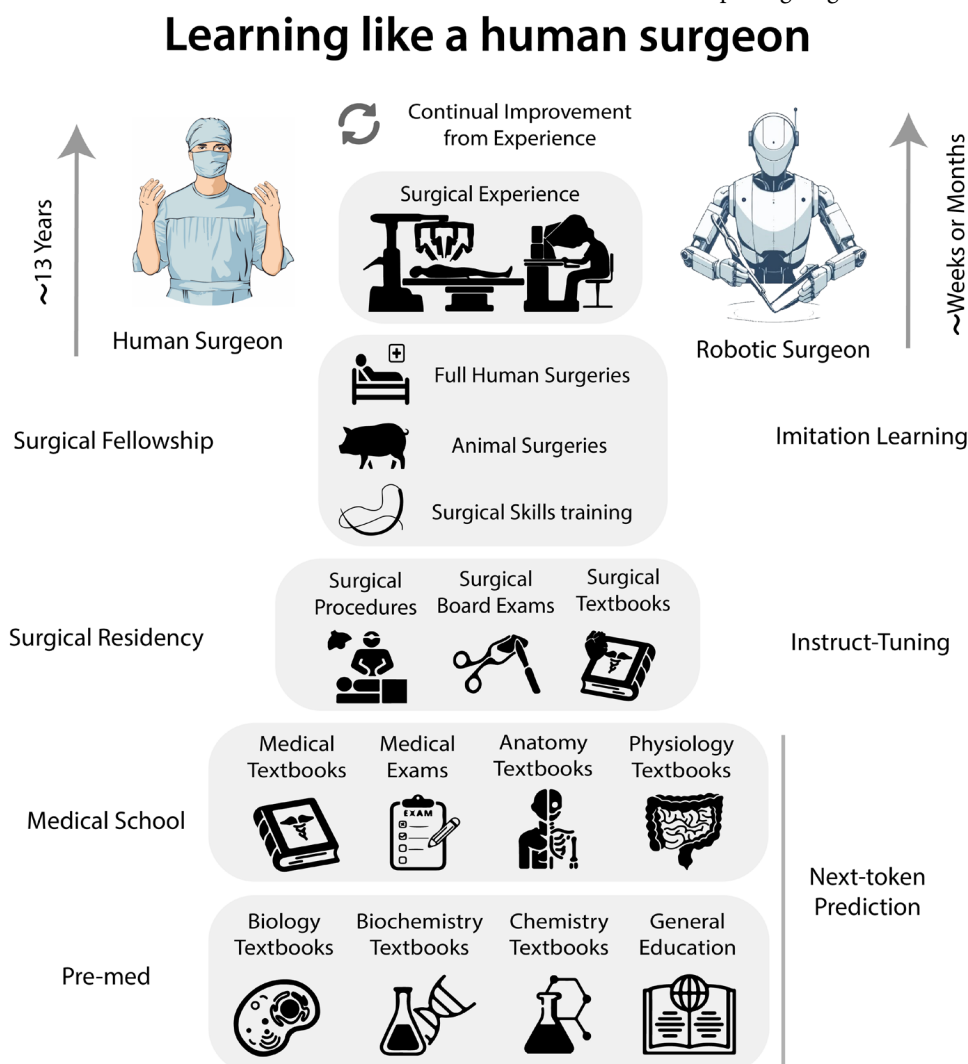 Learning like a human surgeon
Continual Improvement
from Experience
~13 Years
Human Surgeon
Surgical Experience
Robotic Surgeon
~Weeks or Months
Surgical Fellowship
Full Human Surgeries
Animal Surgeries
Surgical Skills training
Imitation Learning
Surgical Residency
Surgical
Procedures
Surgical
Board Exams
Surgical
Textbooks
Instruct-Tuning
Medical School
Medical
Textbooks
Medical
Exams
EXAM
Anatomy
Textbooks
Physiology
Textbooks
Next-token
Prediction
Pre-med
Biology
Textbooks
Biochemistry
Textbooks
Chemistry
Textbooks
General
Education